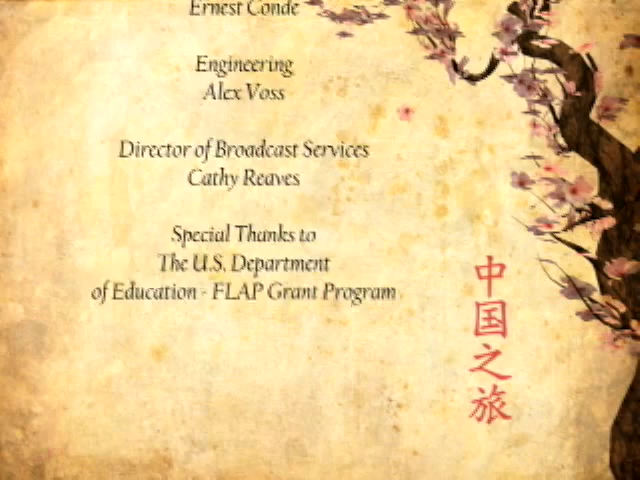 Ernest Conde
Engineering
Alex Voss
Director of Broadcast Services
Cathy Reaves
Special Thanks to
The U.S. Department
of Education - FLAP Grant Program
中国之旅